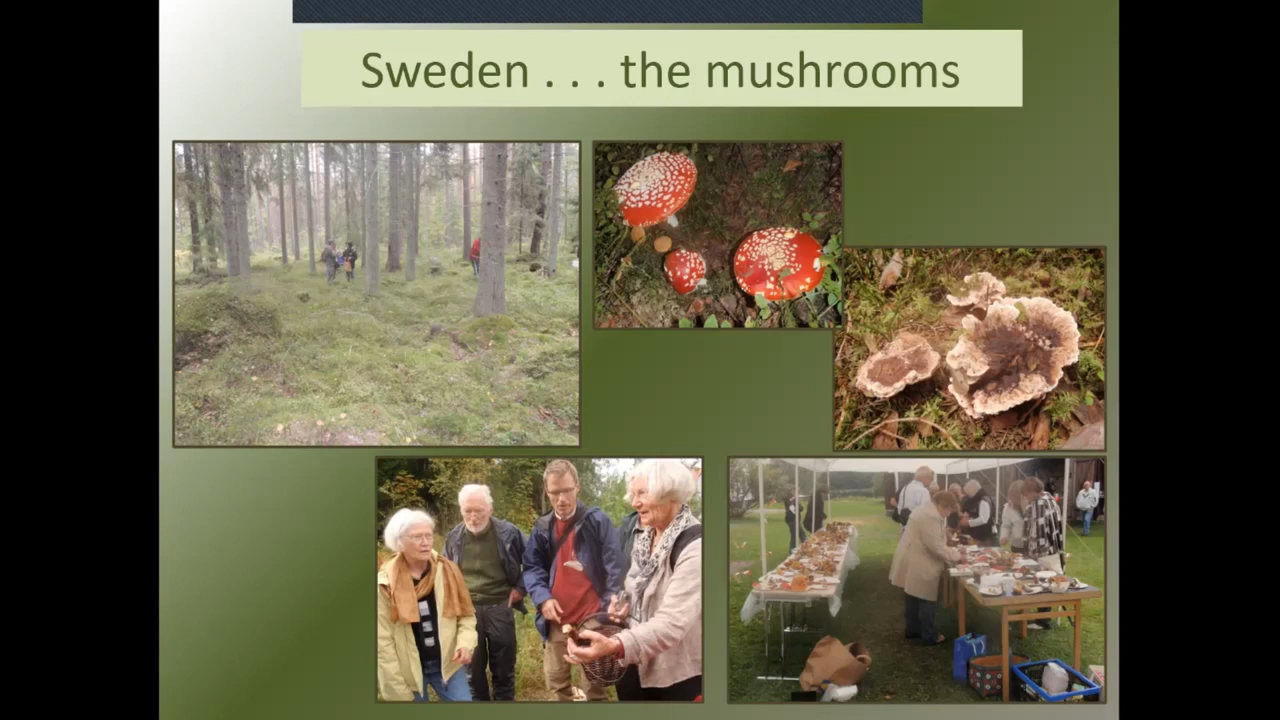 Sweden . . . the mushrooms